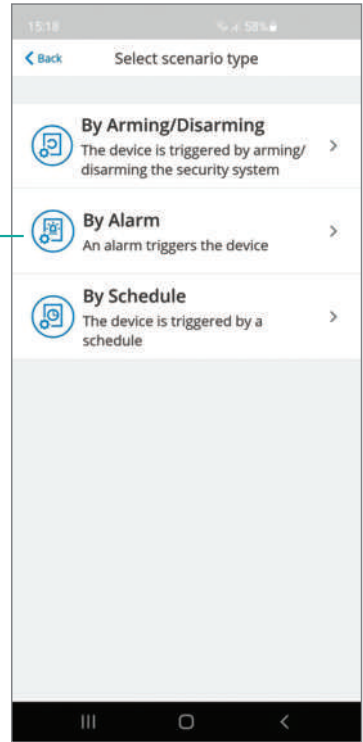 15:18 58%
Back Select scenario type
By Arming/Disarming
The device is triggered by arming/
disarming the security system
By Alarm
An alarm triggers the device
By Schedule
The device is triggered by a
schedule